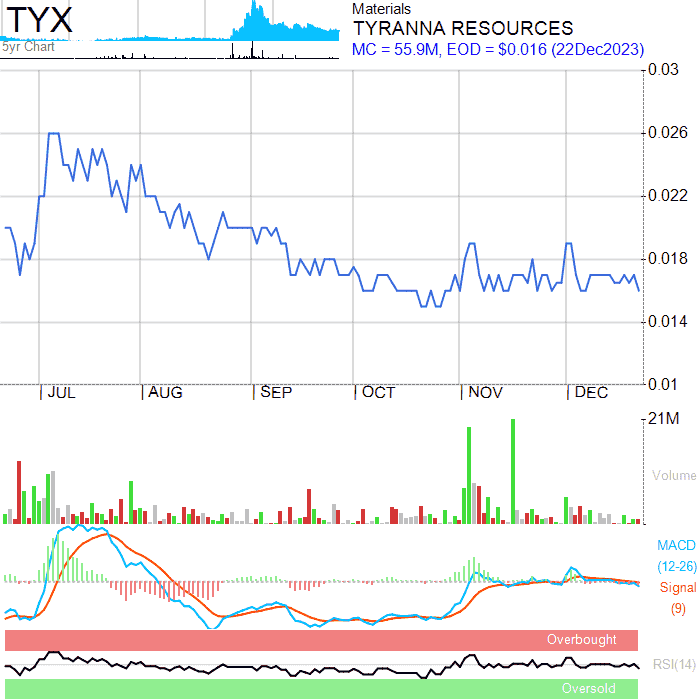 TYX
5yr Chart
Materials
TYRANNA RESOURCES
MC = 55.9M, EOD = $0.016 (22Dec2023)
0.03
0.026
0.022
0.018
0.014
0.01
JUL AUG SEP OCT NOV DEC
21M
Volume
MACD
(12-26)
Signal
(9)
Overbought
RSI(14)
Oversold